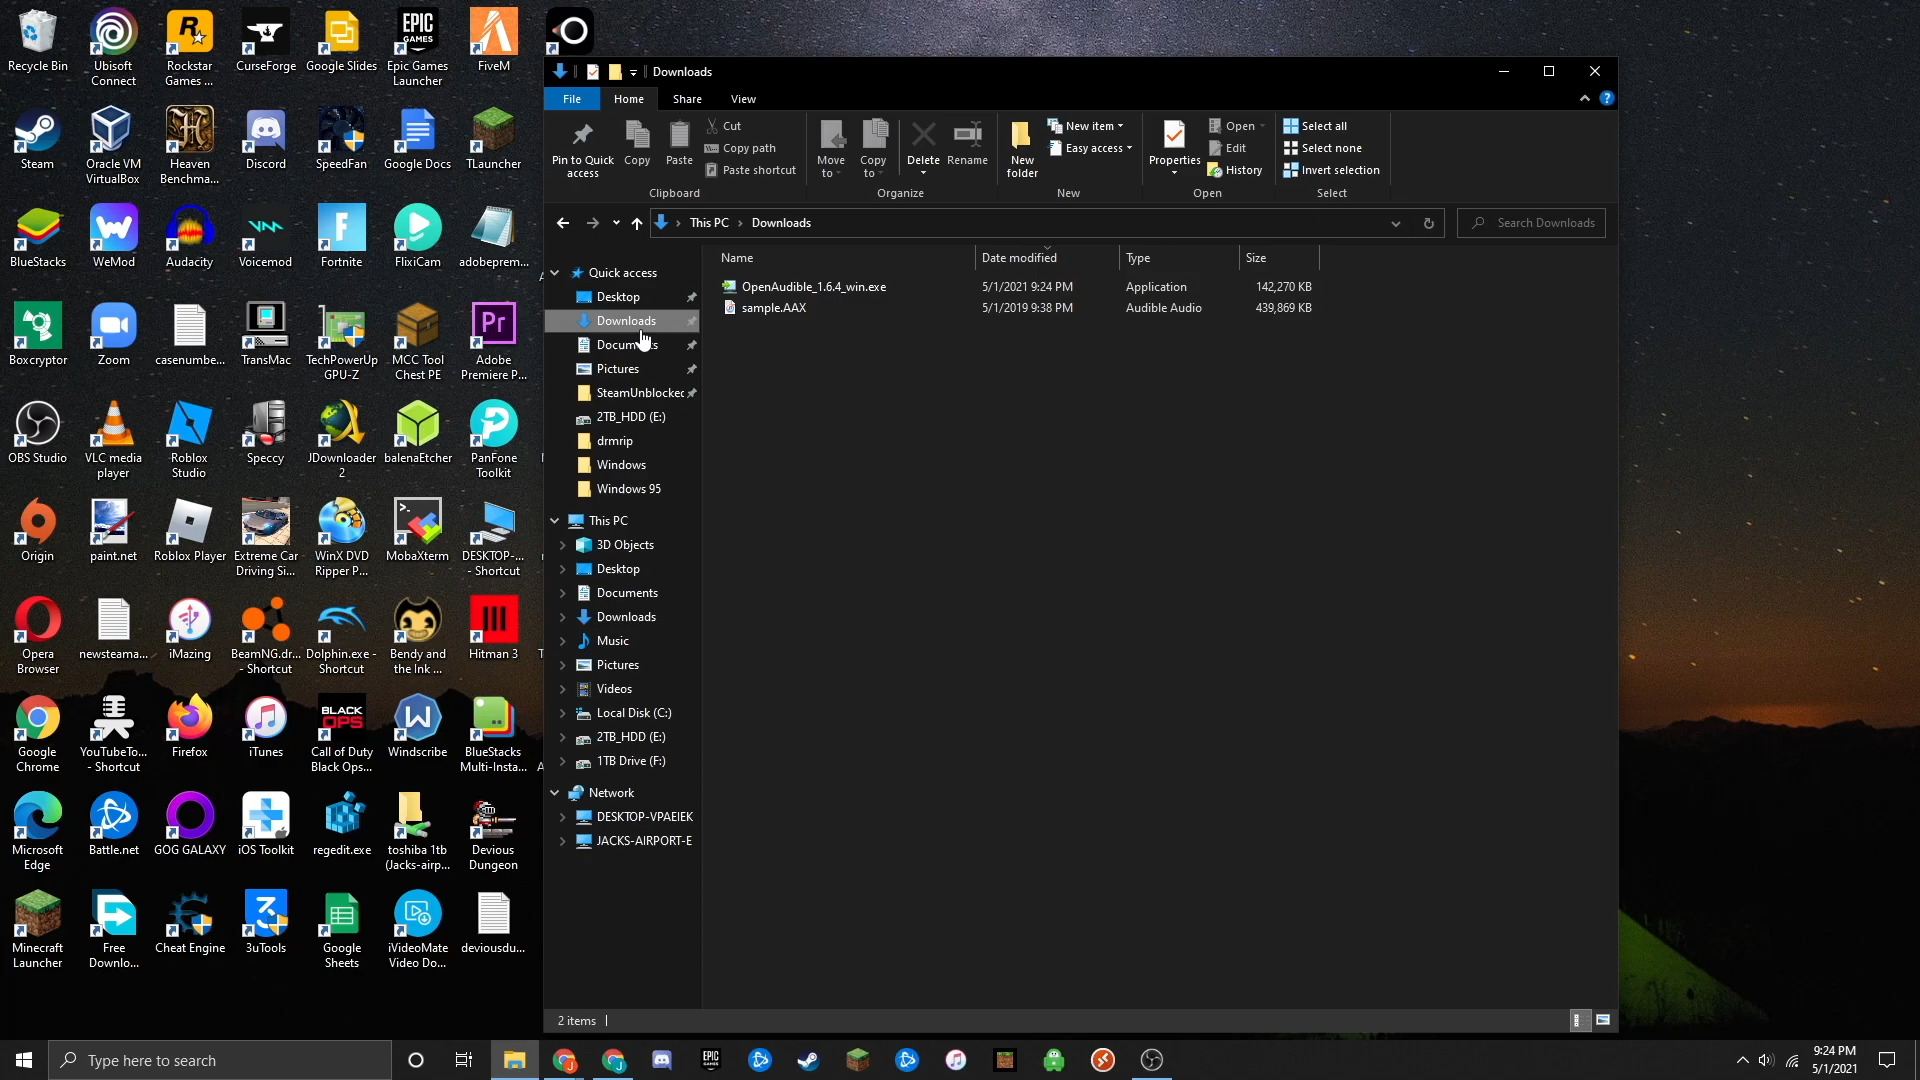 Recycle Bin
Ubisoft
Connect
Rockstar
Games ...
CurseForge
Google Slides
Epic Games
Launcher
FiveM
Steam
Oracle VM
VirtualBox
Heaven
Benchma...
Discord
SpeedFan
Google Docs
TLauncher
BlueStacks
WeMod
Audacity
Voicemod
Fortnite
FlixiCam
adobeprem...
Boxcryptor
Zoom
casenumbe...
TransMac
TechPowerUp
GPU-Z
MCC Tool
Chest PE
Adobe
Premiere P...
OBS Studio
VLC media
player
Roblox
Studio
Speccy
JDownloader
2
balenaEtcher
PanFone
Toolkit
Origin
paint.net
Roblox Player
Extreme Car
Driving Si...
WinX DVD
Ripper P...
MobaXterm
DESKTOP-...
- Shortcut
Opera
Browser
newsteama...
iMazing
BeamNG.dr...
- Shortcut
Dolphin.exe -
Shortcut
Bendy and
the Ink ...
Hitman 3
Google
Chrome
YouTubeTo...
- Shortcut
Firefox
iTunes
BLACK
OPS
Call of Duty
Black Ops...
Windscribe
BlueStacks
Multi-Insta...
Microsoft
Edge
Battle.net
GOG GALAXY
iOS Toolkit
regedit.exe
toshiba 1tb
(Jacks-airp...
Devious
Dungeon
Minecraft
Launcher
Free
Downlo...
Cheat Engine
3uTools
Google
Sheets
iVideoMate
Video Do...
deviousdu...
Downloads
File Home Share View
Pin to Quick
access
Copy
Paste
Cut
Copy path
Paste shortcut
Clipboard
Move
to
Copy
to
Delete
Rename
Organize
New
folder
New item
Easy access
New
Properties
Open
Edit
History
Open
Select all
Select none
Invert selection
Select
This PC Downloads
Search Downloads
Name Date modified Type Size
OpenAudible_1.6.4_win.exe 5/1/2021 9:24 PM Application 142,270 KB
sample.AAX 5/1/2019 9:38 PM Audible Audio 439,869 KB
Quick access
Desktop
Downloads
Documents
Pictures
SteamUnblocked
2TB_HDD (E:)
drmrip
Windows
Windows 95
This PC
3D Objects
Desktop
Documents
Downloads
Music
Pictures
Videos
Local Disk (C:)
2TB_HDD (E:)
1TB Drive (F:)
Network
DESKTOP-VPAEIEK
JACKS-AIRPORT-E
2 items
Type here to search
9:24 PM
5/1/2021